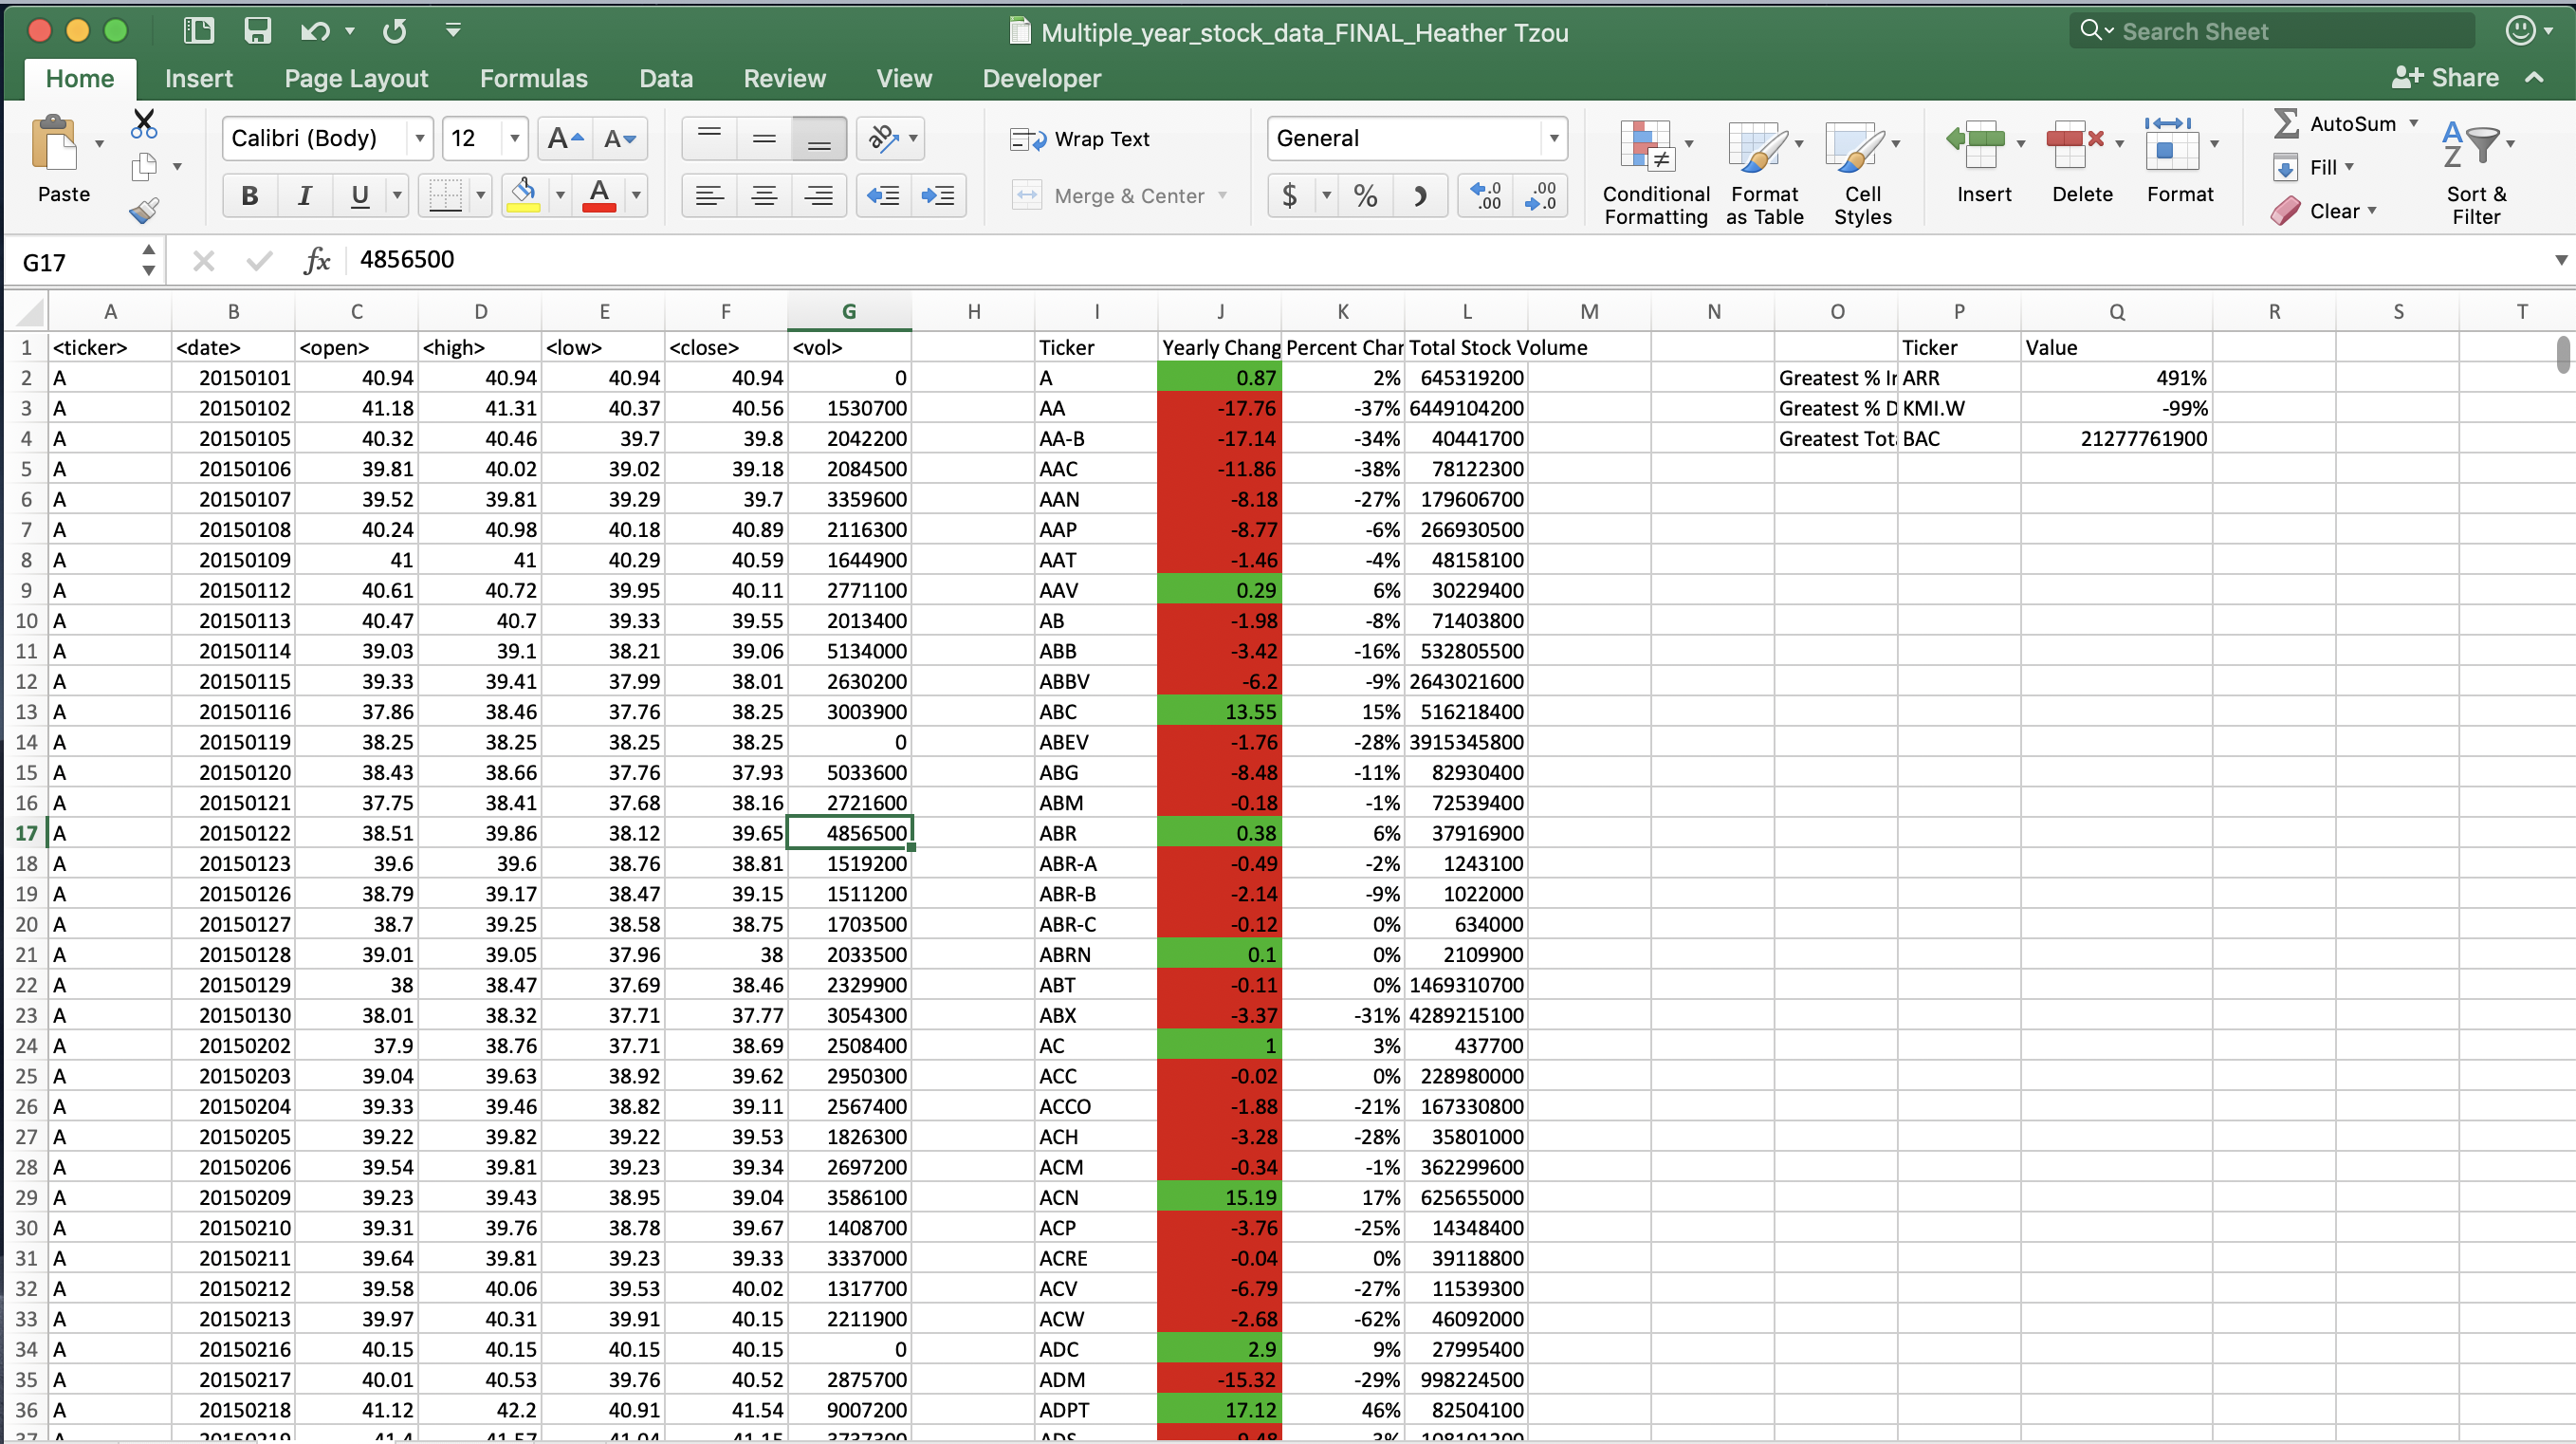 Multiple_year_stock_data_FINAL_Heather Tzou
Search Sheet
Home Insert Page Layout Formulas Data Review View Developer
Share
Paste
Calibri (Body) 12
Wrap Text
General
AutoSum
Fill
Clear
B I U
Merge & Center
$ %
Conditional Formatting
Format as Table
Cell Styles
Insert Delete Format
Sort & Filter
G17 fx 4856500
A B C D E F G H I J K L M N O P Q R S T
1 <ticker> <date> <open> <high> <low> <close> <vol> Ticker Yearly Chang Percent Char Total Stock Volume Ticker Value
2 A 20150101 40.94 40.94 40.94 40.94 0 A 0.87 2% 645319200 Greatest % Ir ARR 491%
3 A 20150102 41.18 41.31 40.37 40.56 1530700 AA -17.76 -37% 6449104200 Greatest % D KMI.W -99%
4 A 20150105 40.32 40.46 39.7 39.8 2042200 AA-B -17.14 -34% 40441700 Greatest Tot BAC 21277761900
5 A 20150106 39.81 40.02 39.02 39.18 2084500 AAC -11.86 -38% 78122300
6 A 20150107 39.52 39.81 39.29 39.7 3359600 AAN -8.18 -27% 179606700
7 A 20150108 40.24 40.98 40.18 40.89 2116300 AAP -8.77 -6% 266930500
8 A 20150109 41 41 40.29 40.59 1644900 AAT -1.46 -4% 48158100
9 A 20150112 40.61 40.72 39.95 40.11 2771100 AAV 0.29 6% 30229400
10 A 20150113 40.47 40.7 39.33 39.55 2013400 AB -1.98 -8% 71403800
11 A 20150114 39.03 39.1 38.21 39.06 5134000 ABB -3.42 -16% 532805500
12 A 20150115 39.33 39.41 37.99 38.01 2630200 ABBV -6.2 -9% 2643021600
13 A 20150116 37.86 38.46 37.76 38.25 3003900 ABC 13.55 15% 516218400
14 A 20150119 38.25 38.25 38.25 38.25 0 ABEV -1.76 -28% 3915345800
15 A 20150120 38.43 38.66 37.76 37.93 5033600 ABG -8.48 -11% 82930400
16 A 20150121 37.75 38.41 37.68 38.16 2721600 ABM -0.18 -1% 72539400
17 A 20150122 38.51 39.86 38.12 39.65 4856500 ABR 0.38 6% 37916900
18 A 20150123 39.6 39.6 38.76 38.81 1519200 ABR-A -0.49 -2% 1243100
19 A 20150126 38.79 39.17 38.47 39.15 1511200 ABR-B -2.14 -9% 1022000
20 A 20150127 38.7 39.25 38.58 38.75 1703500 ABR-C -0.12 0% 634000
21 A 20150128 39.01 39.05 37.96 38 2033500 ABRN 0.1 0% 2109900
22 A 20150129 38 38.47 37.69 38.46 2329900 ABT -0.11 0% 1469310700
23 A 20150130 38.01 38.32 37.71 37.77 3054300 ABX -3.37 -31% 4289215100
24 A 20150202 37.9 38.76 37.71 38.69 2508400 AC 1 3% 437700
25 A 20150203 39.04 39.63 38.92 39.62 2950300 ACC -0.02 0% 228980000
26 A 20150204 39.33 39.46 38.82 39.11 2567400 ACCO -1.88 -21% 167330800
27 A 20150205 39.22 39.82 39.22 39.53 1826300 ACH -3.28 -28% 35801000
28 A 20150206 39.54 39.81 39.23 39.34 2697200 ACM -0.34 -1% 362299600
29 A 20150209 39.23 39.43 38.95 39.04 3586100 ACN 15.19 17% 625655000
30 A 20150210 39.31 39.76 38.78 39.67 1408700 ACP -3.76 -25% 14348400
31 A 20150211 39.64 39.81 39.23 39.33 3337000 ACRE -0.04 0% 39118800
32 A 20150212 39.58 40.06 39.53 40.02 1317700 ACV -6.79 -27% 11539300
33 A 20150213 39.97 40.31 39.91 40.15 2211900 ACW -2.68 -62% 46092000
34 A 20150216 40.15 40.15 40.15 40.15 0 ADC 2.9 9% 27995400
35 A 20150217 40.01 40.53 39.76 40.52 2875700 ADM -15.32 -29% 998224500
36 A 20150218 41.12 42.2 40.91 41.54 9007200 ADPT 17.12 46% 82504100